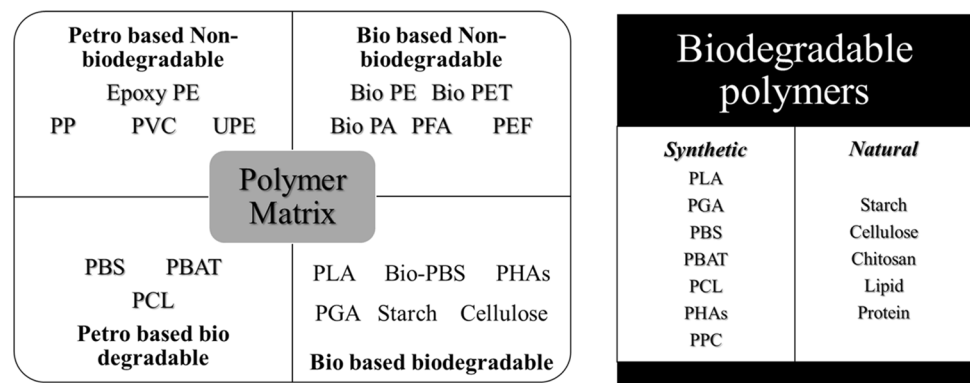 Petro based Non-
biodegradable
Epoxy PE
PP PVC UPE
Bio based Non-
biodegradable
Bio PE Bio PET
Bio PA PFA PEF
Polymer
Matrix
PBS PBAT
PCL
Petro based bio
degradable
PLA Bio-PBS PHAs
PGA Starch Cellulose
Bio based biodegradable
Biodegradable
polymers
Synthetic
PLA
PGA
PBS
PBAT
PCL
PHAs
PPC
Natural
Starch
Cellulose
Chitosan
Lipid
Protein